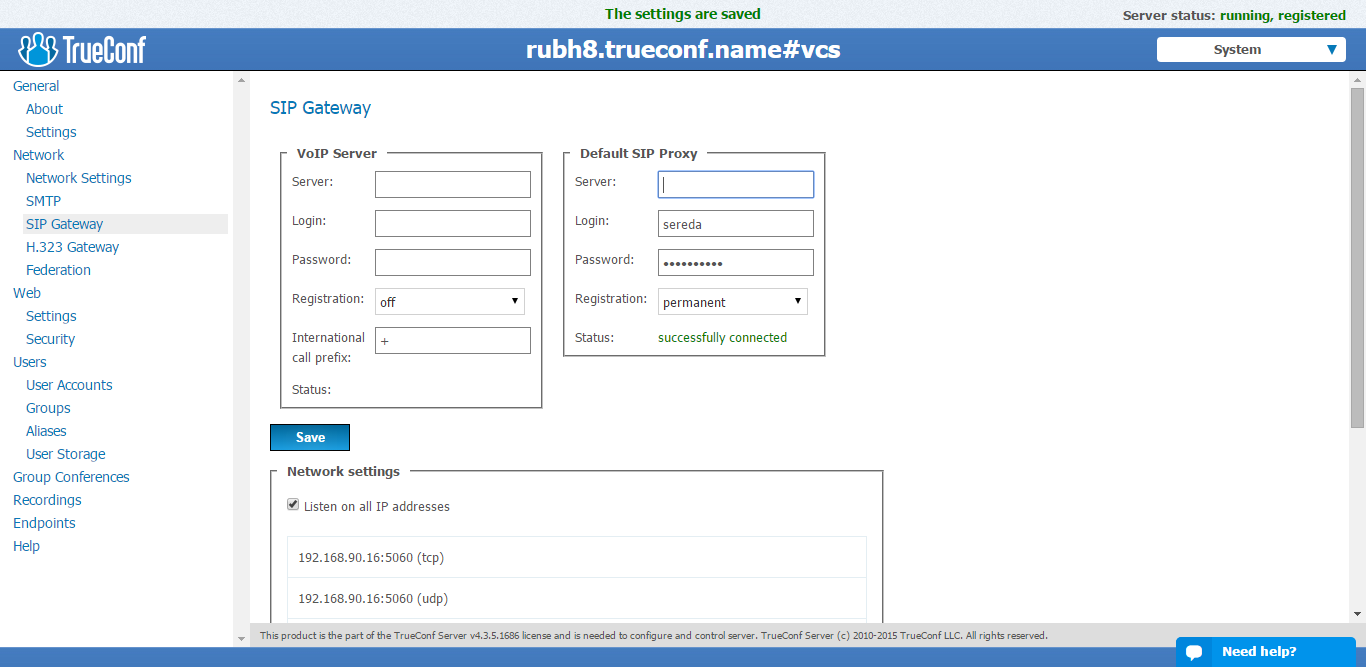 The settings are saved
Server status: running, registered
TrueConf
rubh8.trueconf.name#vcs
System
General
About
Settings
Network
Network Settings
SMTP
SIP Gateway
H.323 Gateway
Federation
Web
Settings
Security
Users
User Accounts
Groups
Aliases
User Storage
Group Conferences
Recordings
Endpoints
Help
SIP Gateway
VoIP Server
Server:
Login:
Password:
Registration: off
International
call prefix: +
Status:
Default SIP Proxy
Server:
Login: sereda
Password: ••••••••••
Registration: permanent
Status: successfully connected
Save
Network settings
Listen on all IP addresses
192.168.90.16:5060 (tcp)
192.168.90.16:5060 (udp)
This product is the part of the TrueConf Server v4.3.5.1686 license and is needed to configure and control server. TrueConf Server (c) 2010-2015 TrueConf LLC. All rights reserved.
Need help?